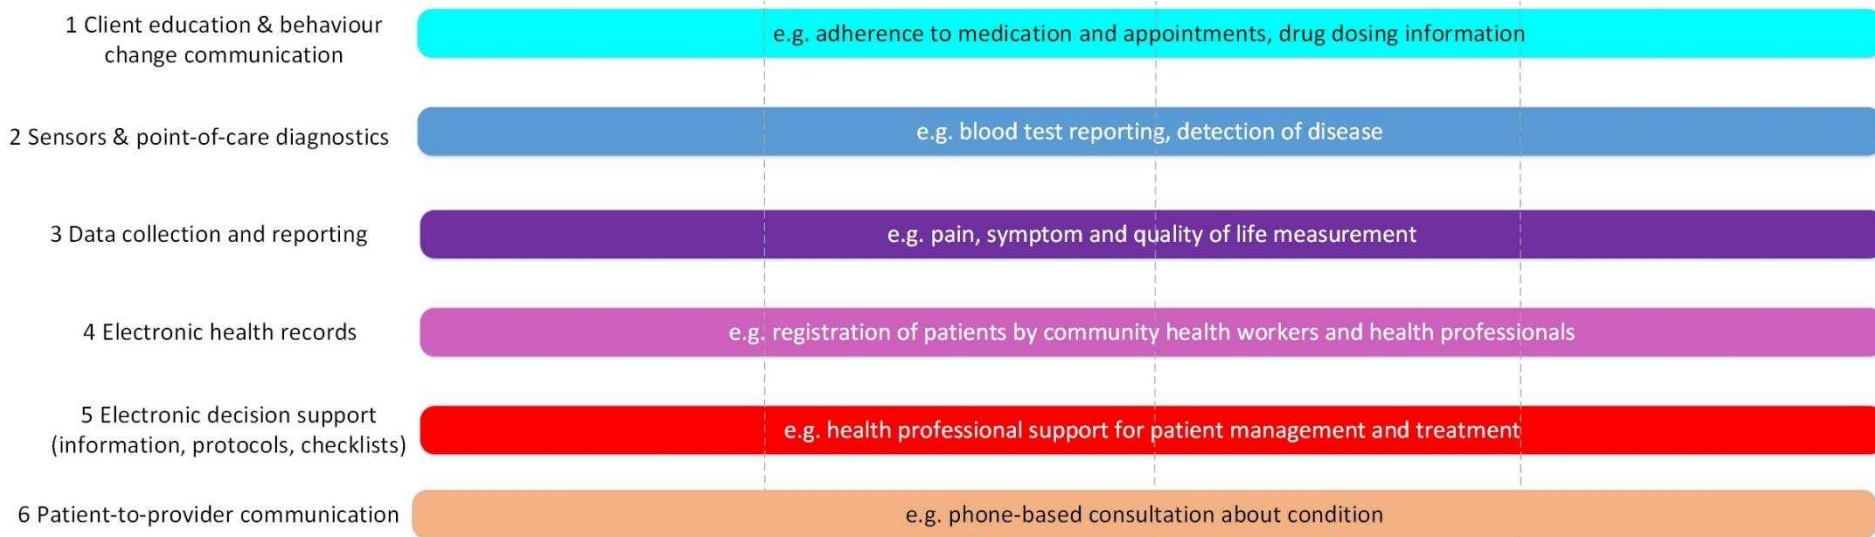 1 Client education & behaviour
change communication
e.g. adherence to medication and appointments, drug dosing information
2 Sensors & point-of-care diagnostics
e.g. blood test reporting, detection of disease
3 Data collection and reporting
e.g. pain, symptom and quality of life measurement
4 Electronic health records
e.g. registration of patients by community health workers and health professionals
5 Electronic decision support
(information, protocols, checklists)
e.g. health professional support for patient management and treatment
6 Patient-to-provider communication
e.g. phone-based consultation about condition